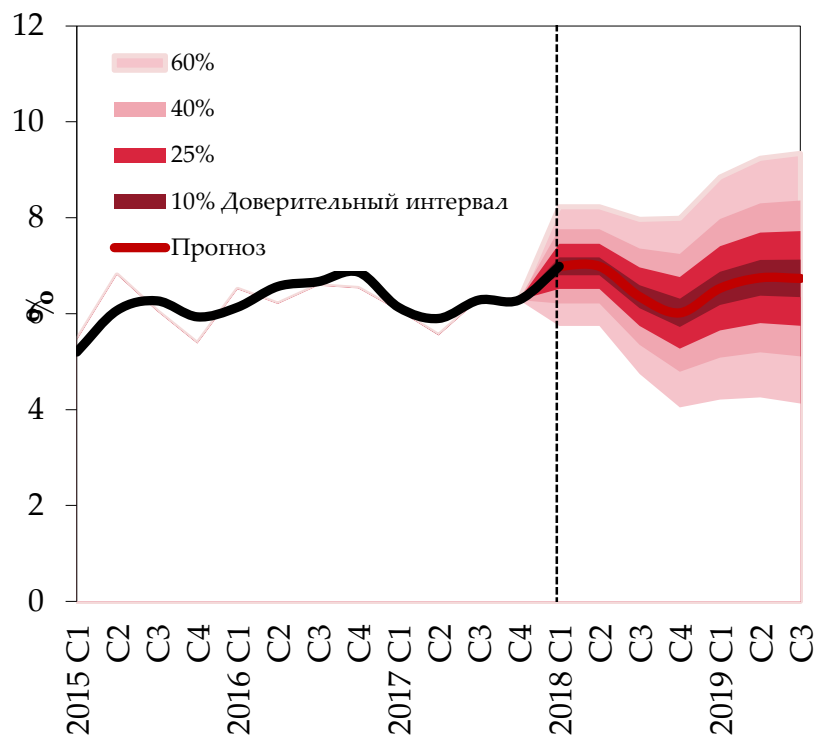 12
10
8
6
4
2
0
%
60%
40%
25%
10% Доверительный интервал
Прогноз
2015 C1
C2
C3
C4
2016 C1
C2
C3
C4
2017 C1
C2
C3
C4
2018 C1
C2
C3
C4
2019 C1
C2
C3